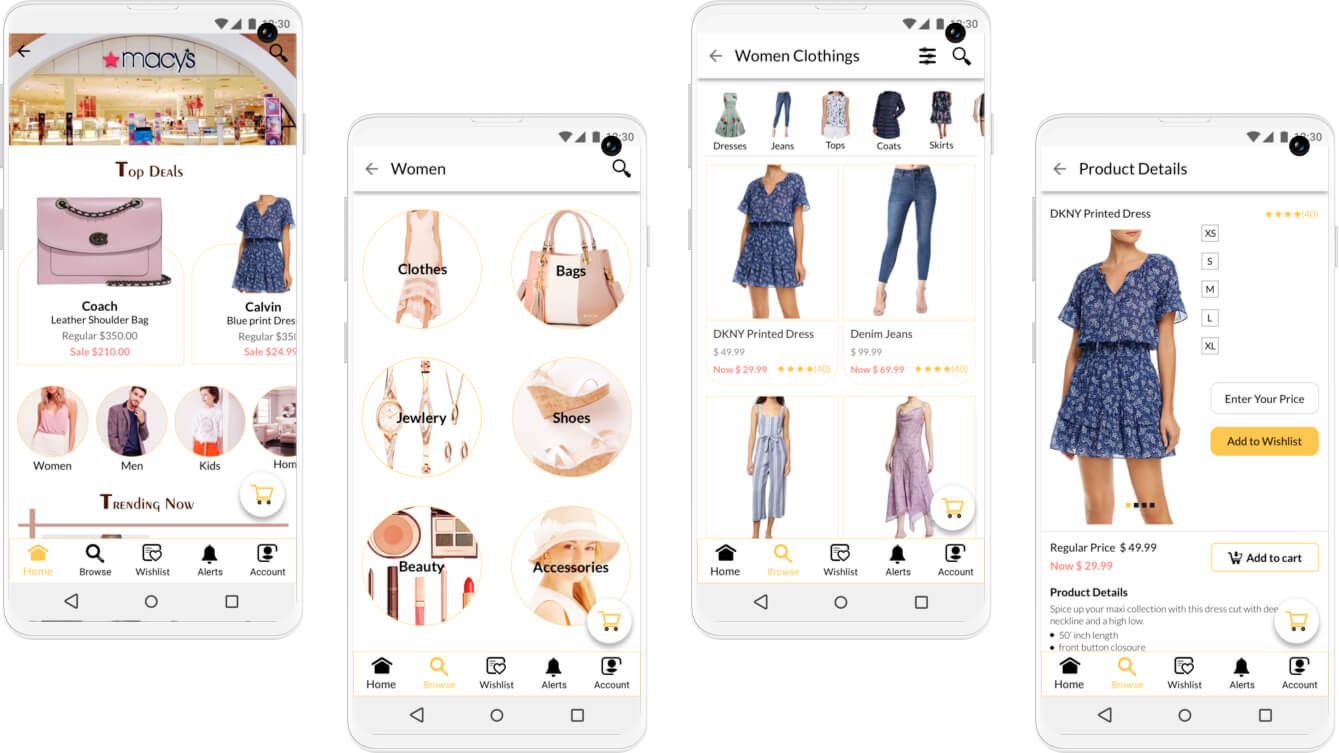 12:30
macy's
Top Deals
Coach
Leather Shoulder Bag
Regular $350.00
Sale $210.00
Calvin
Blue print Dres
Regular $350
Sale $24.99
Women
Men
Kids
Hom
Trending Now
Home
Browse
Wishlist
Alerts
Account
12:30
Women
Clothes
Bags
Jewlery
Shoes
Beauty
Accessories
Home
Browse
Wishlist
Alerts
Account
12:30
Women Clothings
Dresses
Jeans
Tops
Coats
Skirts
DKNY Printed Dress
$ 49.99
Now $ 29.99
(40)
Denim Jeans
$ 99.99
Now $ 69.99
(40)
Home
Browse
Wishlist
Alerts
Account
12:30
Product Details
DKNY Printed Dress
(40)
XS
S
M
L
XL
Enter Your Price
Add to Wishlist
Regular Price $ 49.99
Now $ 29.99
Add to cart
Product Details
Spice up your maxi collection with this dress cut with dee
neckline and a high low.
50' inch length
front button closoure
Home
Browse
Wishlist
Alerts
Account